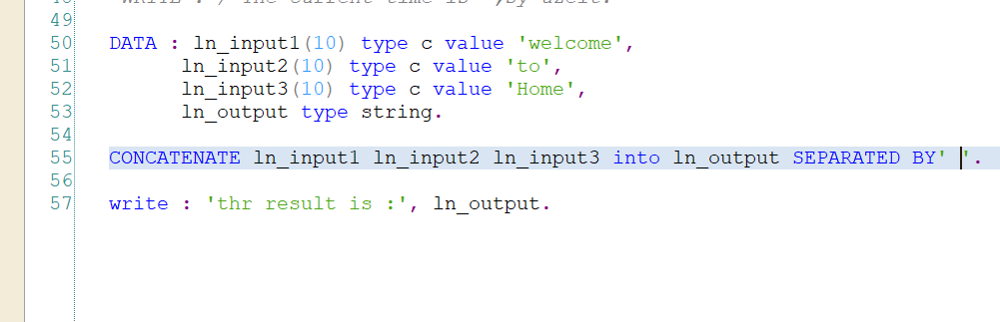 49
50 DATA : ln_input1(10) type c value 'welcome',
51 ln_input2(10) type c value 'to',
52 ln_input3(10) type c value 'Home',
53 ln_output type string.
54
55 CONCATENATE ln_input1 ln_input2 ln_input3 into ln_output SEPARATED BY' '.
56
57 write : 'thr result is :', ln_output.